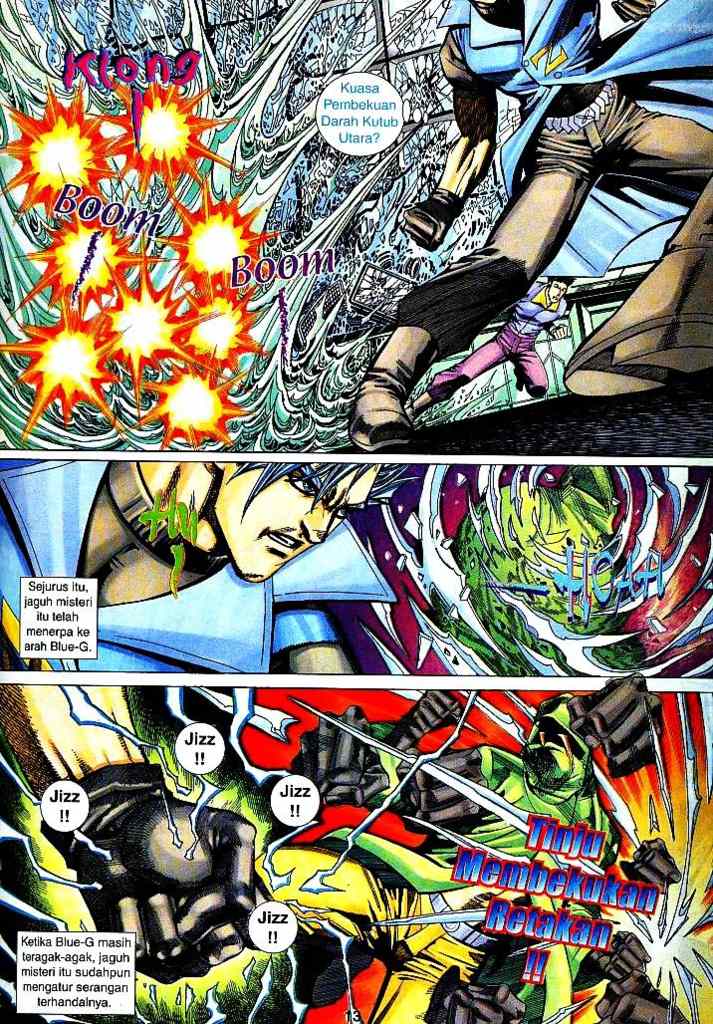 Klong
!
Kuasa
Pembekuan
Darah Kutub
Utara?
Boom
Boom
Hu
!
Sejurus itu,
jaguh misteri
itu telah
menerpa ke
arah Blue-G.
HOAH
Jizz
!!
Jizz
!!
Jizz
!!
Jizz
!!
Tinju
Membekukan
Retakan
!!
Ketika Blue-G masih
teragak-agak, jaguh
misteri itu sudahpun
mengatur serangan
terhandalnya.
13